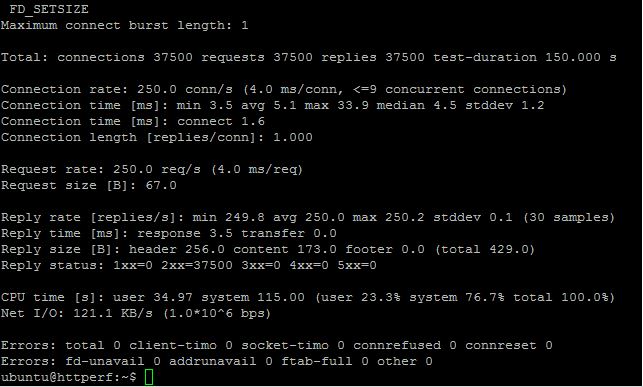 FD_SETSIZE
Maximum connect burst length: 1
Total: connections 37500 requests 37500 replies 37500 test-duration 150.000 s
Connection rate: 250.0 conn/s (4.0 ms/conn, <=9 concurrent connections)
Connection time [ms]: min 3.5 avg 5.1 max 33.9 median 4.5 stddev 1.2
Connection time [ms]: connect 1.6
Connection length [replies/conn]: 1.000
Request rate: 250.0 req/s (4.0 ms/req)
Request size [B]: 67.0
Reply rate [replies/s]: min 249.8 avg 250.0 max 250.2 stddev 0.1 (30 samples)
Reply time [ms]: response 3.5 transfer 0.0
Reply size [B]: header 256.0 content 173.0 footer 0.0 (total 429.0)
Reply status: 1xx=0 2xx=37500 3xx=0 4xx=0 5xx=0
CPU time [s]: user 34.97 system 115.00 (user 23.3% system 76.7% total 100.0%)
Net I/O: 121.1 KB/s (1.0*10^6 bps)
Errors: total 0 client-timo 0 socket-timo 0 connrefused 0 connreset 0
Errors: fd-unavail 0 addrunavail 0 ftab-full 0 other 0
ubuntu@httperf:~$